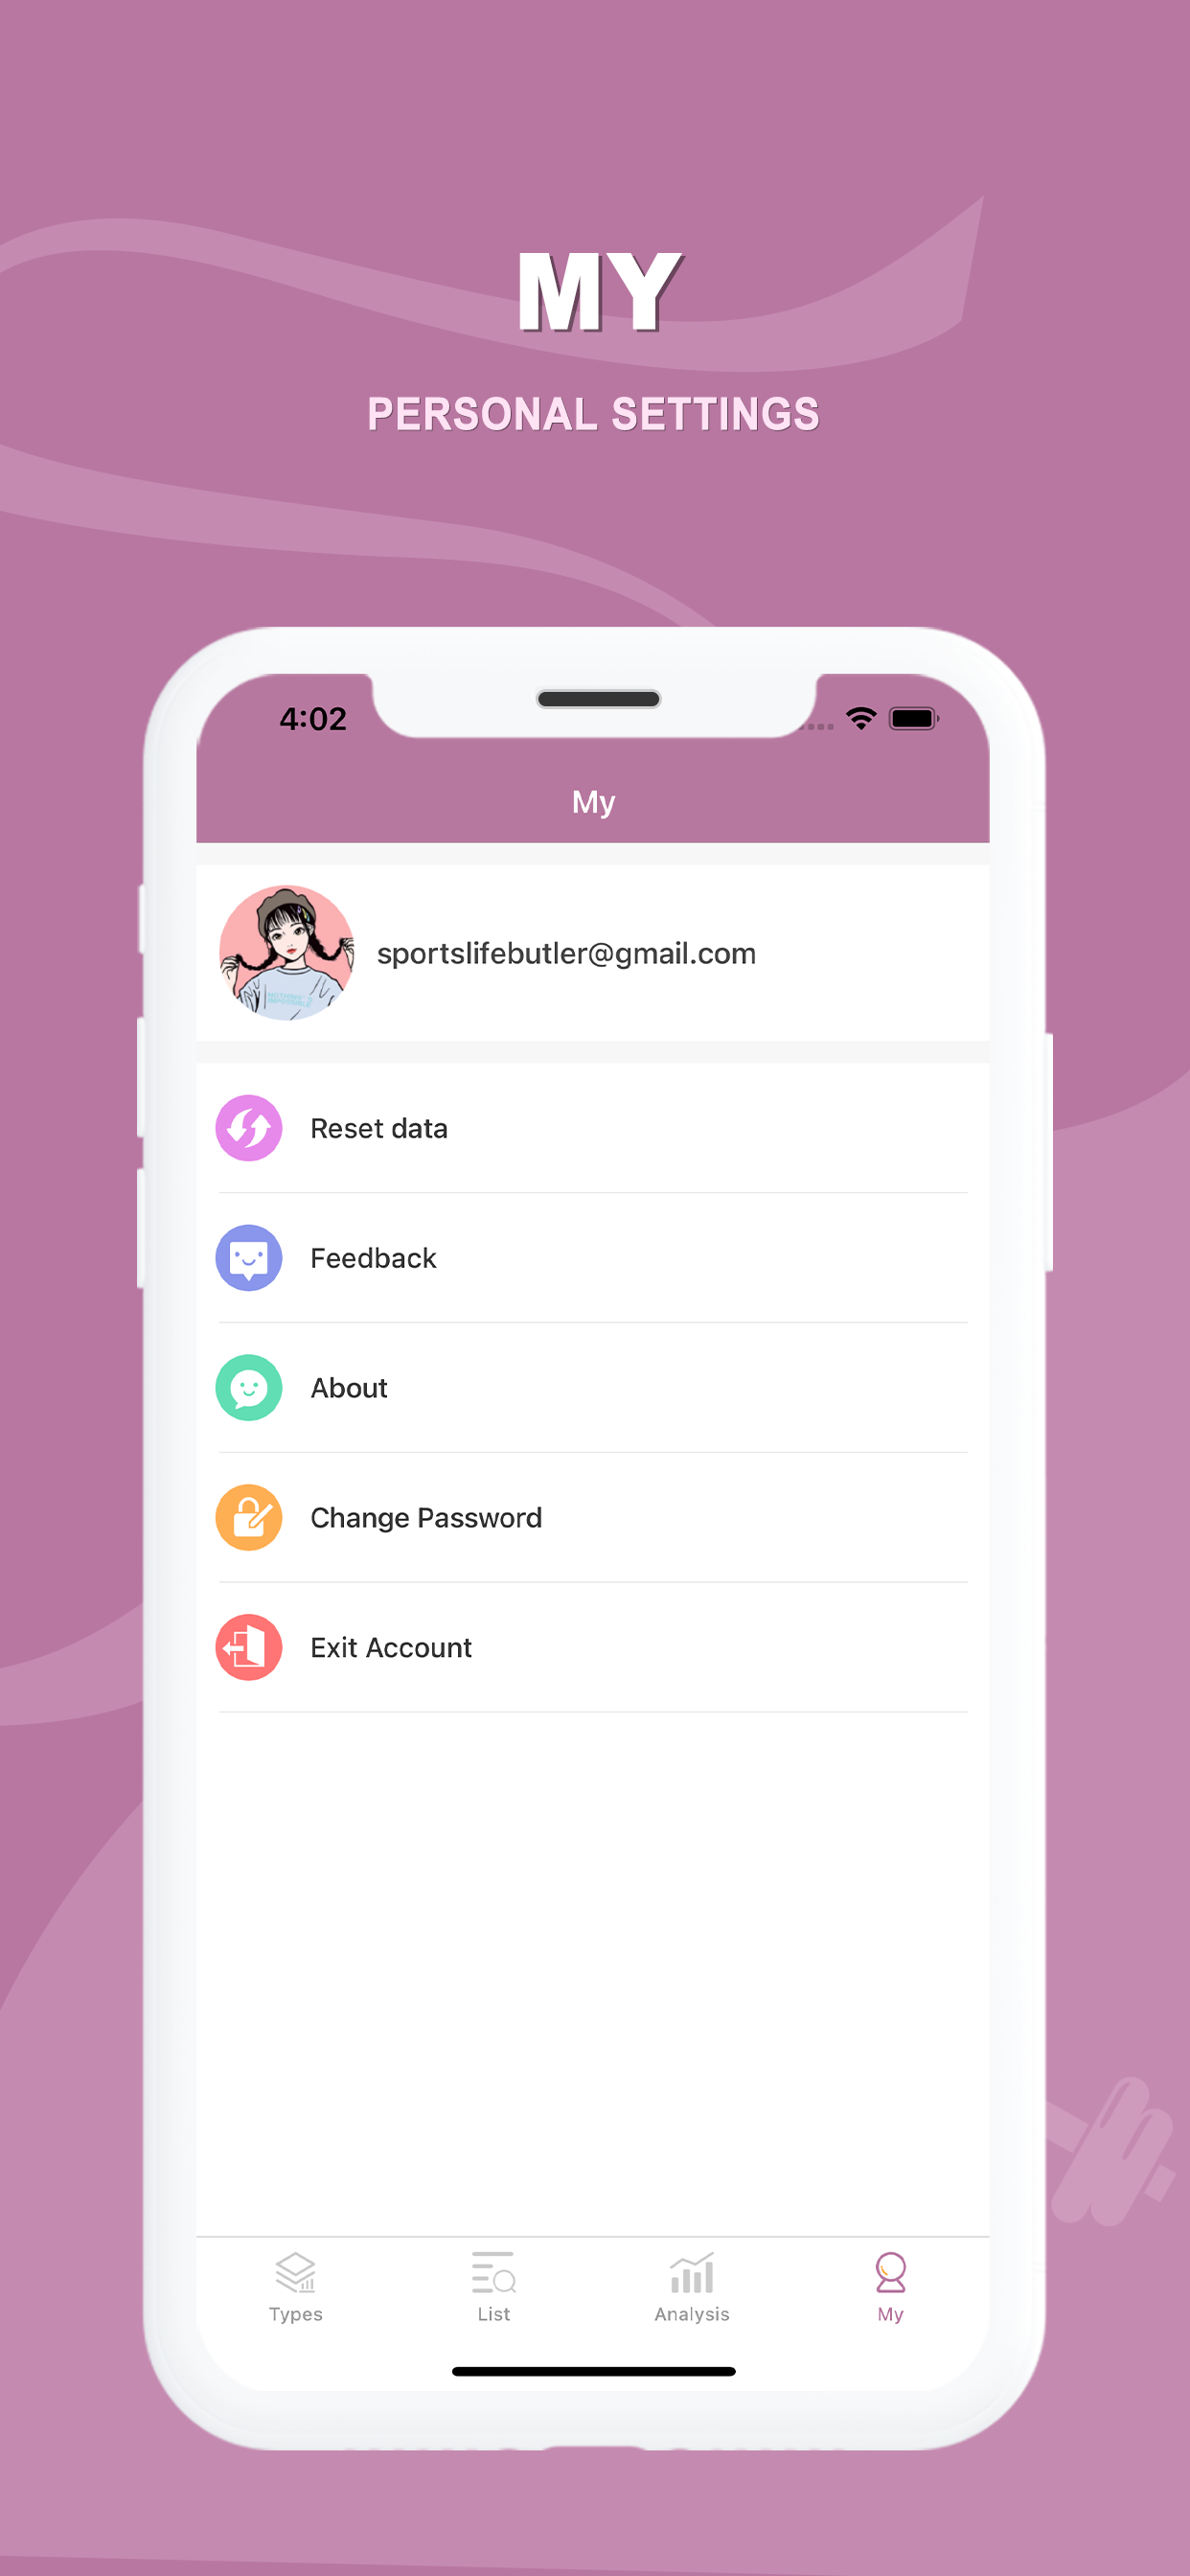 MY
PERSONAL SETTINGS
4:02
My
sportslifebutler@gmail.com
Reset data
Feedback
About
Change Password
Exit Account
Types
List
Analysis
My